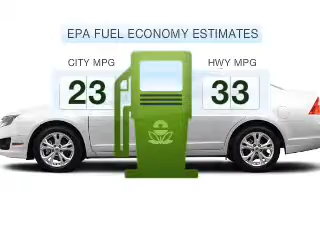 EPA FUEL ECONOMY ESTIMATES
CITY MPG
HWY MPG
23
33